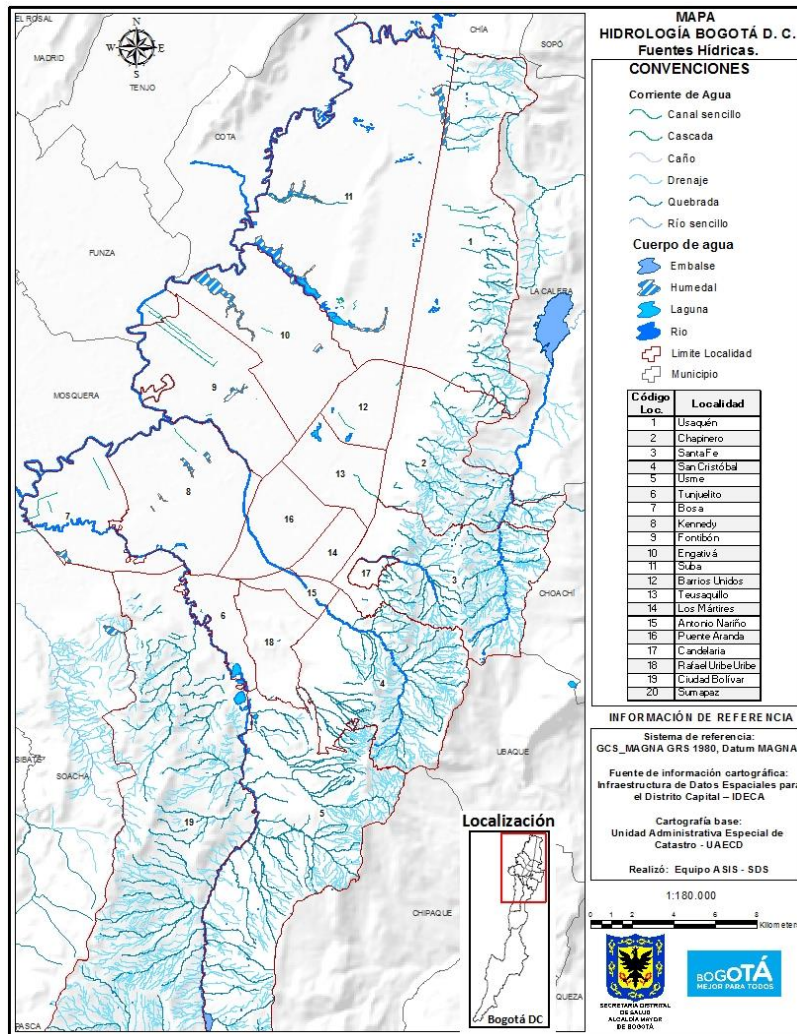 MAPA
HIDROLOGÍA BOGOTÁ D. C.
Fuentes Hídricas.
CONVENCIONES
Corriente de Agua
Canal sencillo
Cascada
Caño
Drenaje
Quebrada
Río sencillo
Cuerpo de agua
Embalse
Humedal
Laguna
Rio
Limite Localidad
Municipio
Código Loc. Localidad
1 Usaquén
2 Chapinero
3 Santa Fe
4 San Cristóbal
5 Usme
6 Tunjuelito
7 Bosa
8 Kennedy
9 Fontibón
10 Engativá
11 Suba
12 Barrios Unidos
13 Teusaquillo
14 Los Mártires
15 Antonio Nariño
16 Puente Aranda
17 Candelaria
18 Rafael Uribe Uribe
19 Ciudad Bolívar
20 Sumapaz
INFORMACIÓN DE REFERENCIA
Sistema de referencia:
GCS_MAGNA GRS 1980, Datum MAGNA
Fuente de información cartográfica:
Infraestructura de Datos Espaciales para
el Distrito Capital – IDECA
Cartografía base:
Unidad Administrativa Especial de
Catastro - UAECD
Realizó: Equipo ASIS - SDS
1:180.000
0 1 2 4 6 8
Kilometers
SECRETARÍA DISTRITAL
DE SALUD
ALCALDÍA MAYOR
DE BOGOTÁ
BOGOTÁ
MEJOR PARA TODOS
EL ROSAL
N
W E
S
CHÍA
SOPÓ
MADRID
TENJO
COTA
11
1
FUNZA
LA CALERA
10
MOSQUERA
9
12
2
13
8
7
16
14
17
3
CHOACHÍ
15
6
18
4
UBAQUE
SOACHA
19
5
CHIPAQUE
Localización
Bogotá DC
QUEZA
PASCA